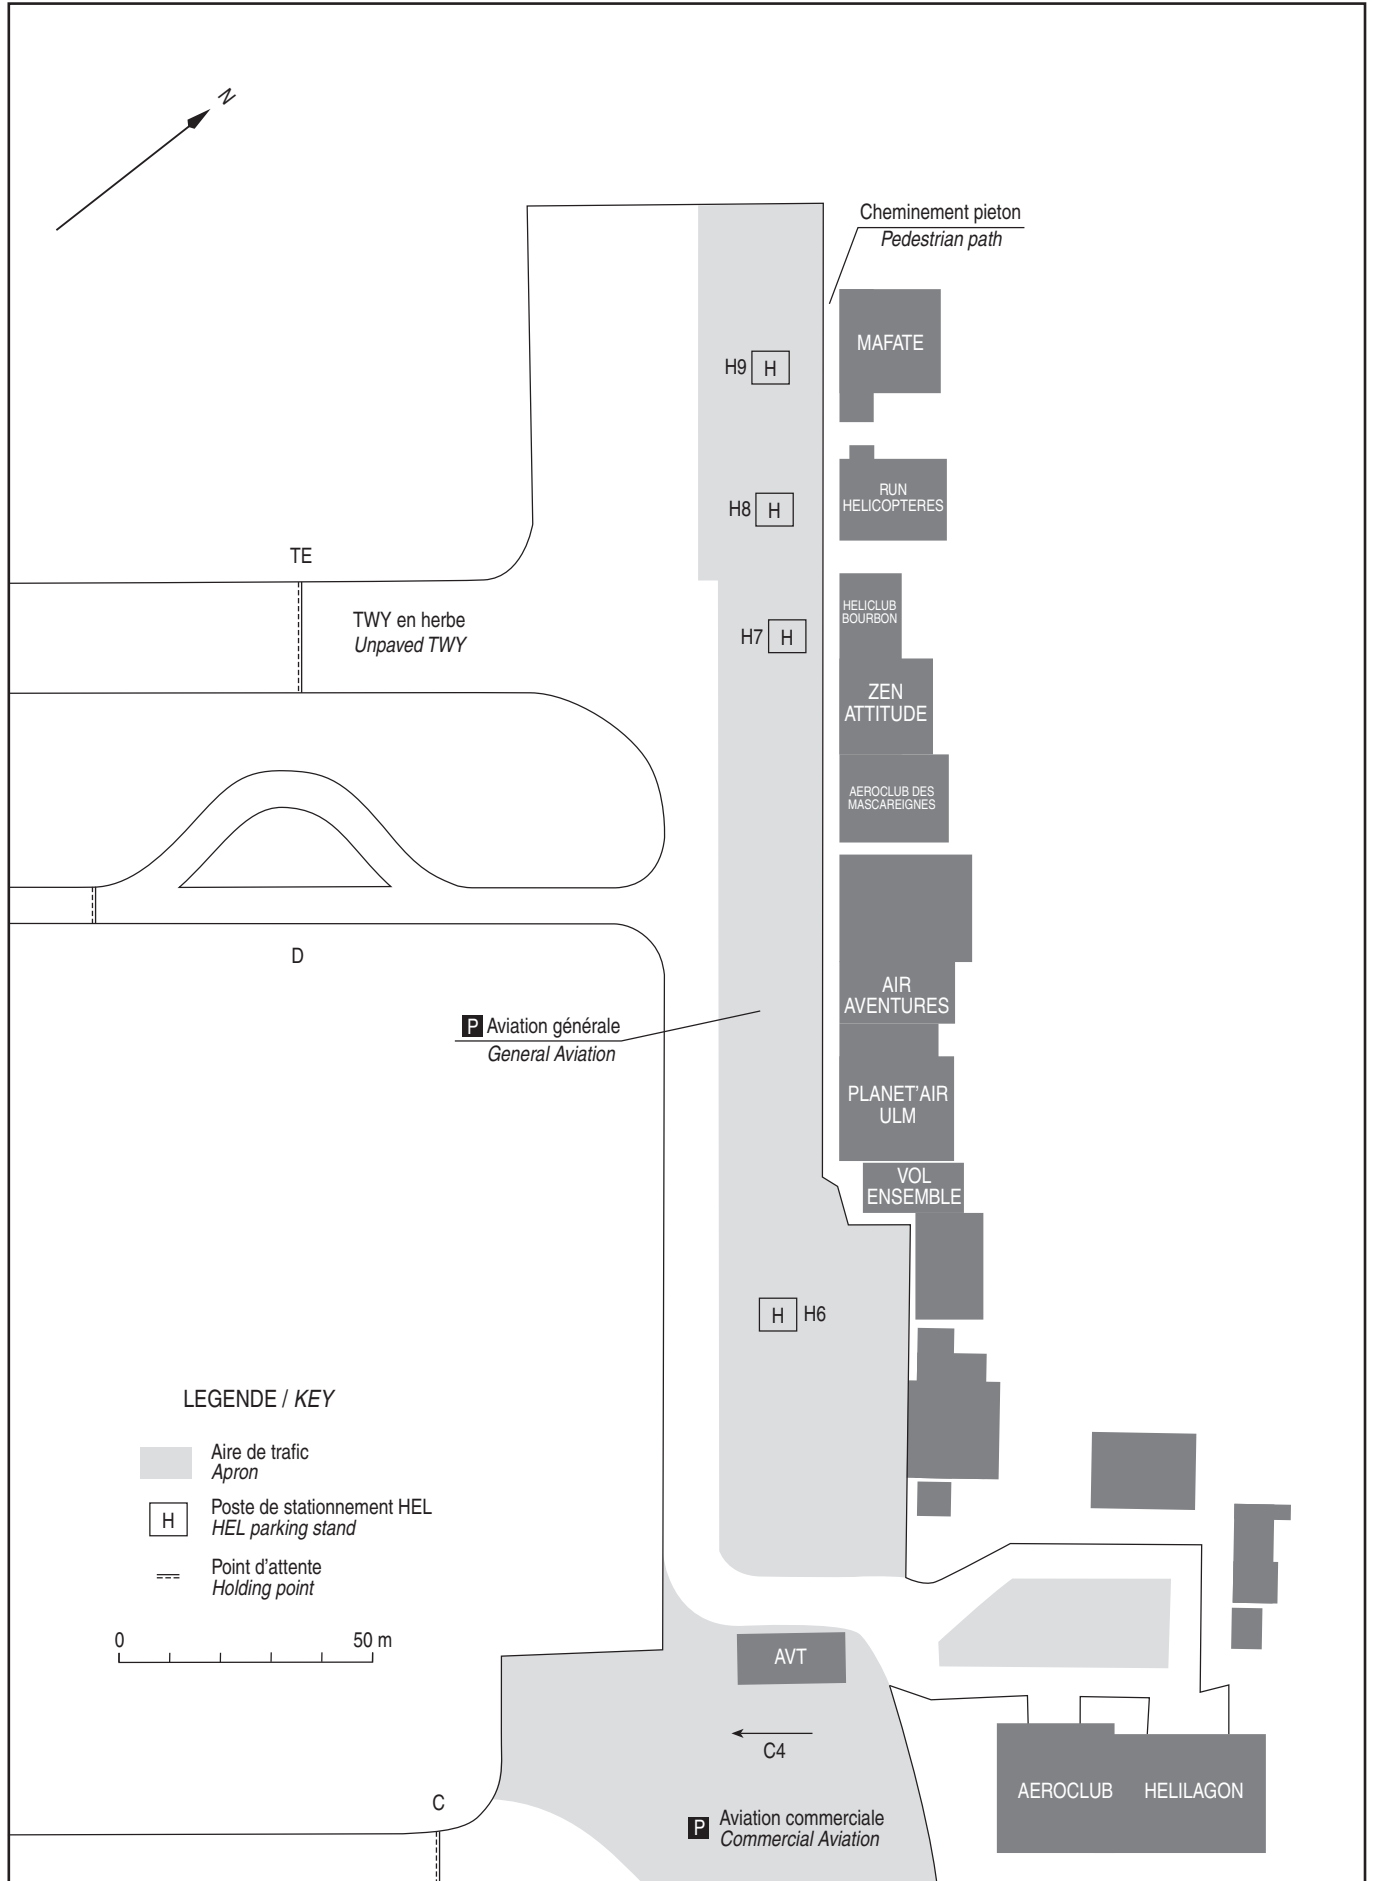 N
Cheminement pieton
Pedestrian path
MAFATE
H9 H
RUN
HELICOPTERES
H8 H
TE
TWY en herbe
Unpaved TWY
HELICLUB
BOURBON
H7 H
ZEN
ATTITUDE
AEROCLUB DES
MASCAREIGNES
D
AIR
AVENTURES
P Aviation générale
General Aviation
PLANET'AIR
ULM
VOL
ENSEMBLE
H H6
LEGENDE / KEY
Aire de trafic
Apron
H
Poste de stationnement HEL
HEL parking stand
Point d'attente
Holding point
0 50 m
AVT
C4
C
P Aviation commerciale
Commercial Aviation
AEROCLUB HELILAGON